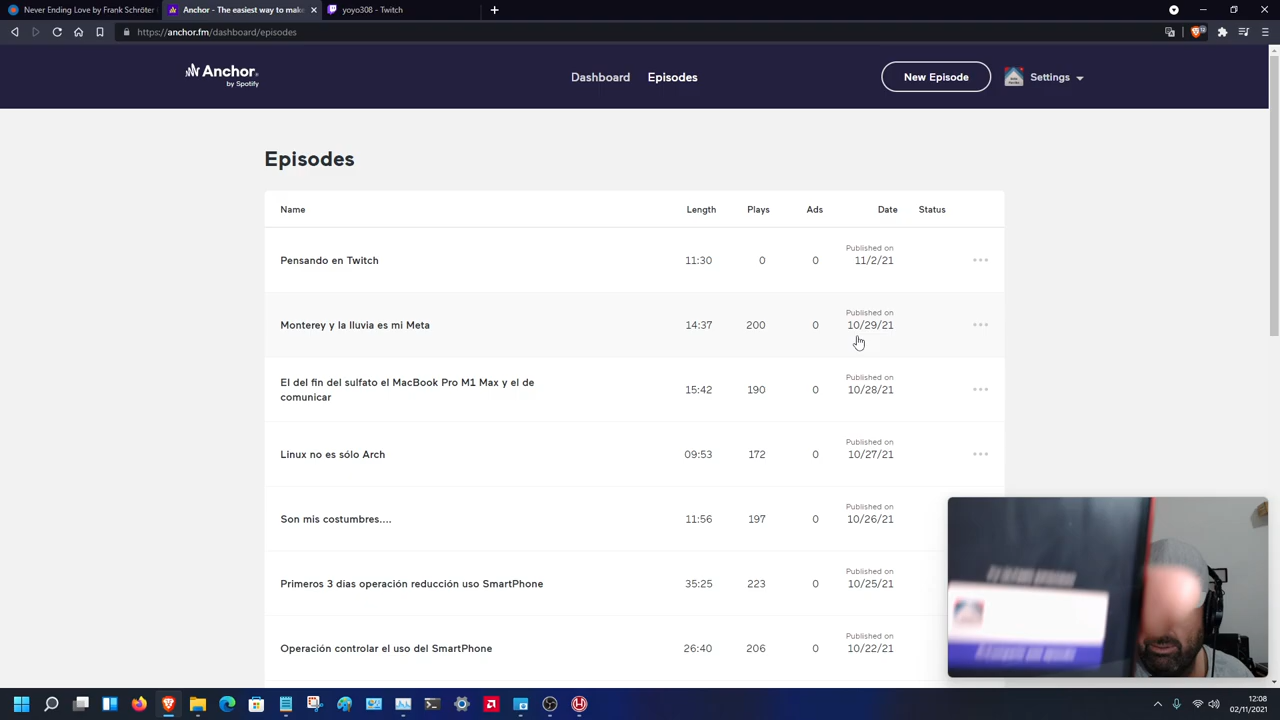 Never Ending Love by Frank Schröter
Anchor - The easiest way to make
yoyo308 - Twitch
https://anchor.fm/dashboard/episodes
Anchor.
by Spotify
Dashboard
Episodes
New Episode
Settings
Episodes
Name Length Plays Ads Date Status
Published on
Pensando en Twitch 11:30 0 0 11/2/21
Published on
Monterey y la lluvia es mi Meta 14:37 200 0 10/29/21
Published on
El del fin del sulfato el MacBook Pro M1 Max y el de
comunicar 15:42 190 0 10/28/21
Published on
Linux no es sólo Arch 09:53 172 0 10/27/21
Published on
Son mis costumbres.... 11:56 197 0 10/26/21
Published on
Primeros 3 dias operación reducción uso SmartPhone 35:25 223 0 10/25/21
Published on
Operación controlar el uso del SmartPhone 26:40 206 0 10/22/21
12:08
02/11/2021